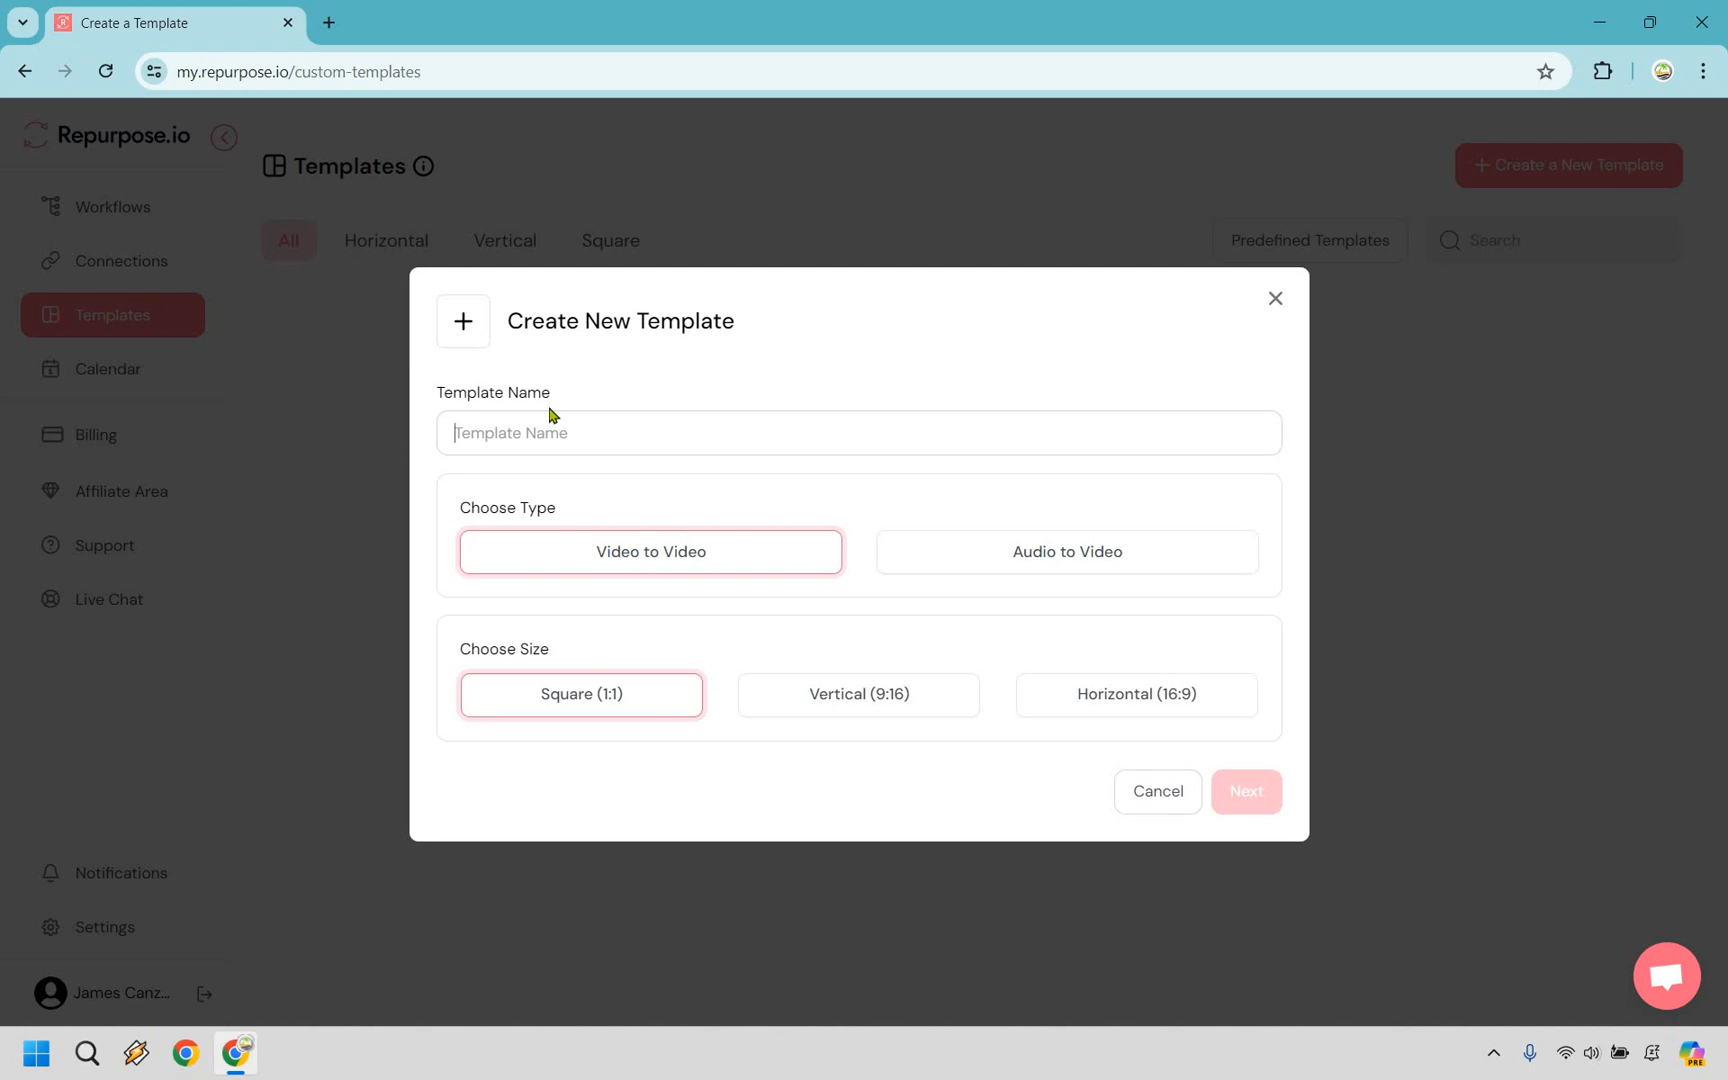 Create a Template
my.repurpose.io/custom-templates
Repurpose.io
Templates
+ Create a New Template
Workflows
Connections
Templates
Calendar
Billing
Affiliate Area
Support
Live Chat
Notifications
Settings
James Canz...
All
Horizontal
Vertical
Square
Predefined Templates
Search
Create New Template
Template Name
Template Name
Choose Type
Video to Video
Audio to Video
Choose Size
Square (1:1)
Vertical (9:16)
Horizontal (16:9)
Cancel
Next
PRE